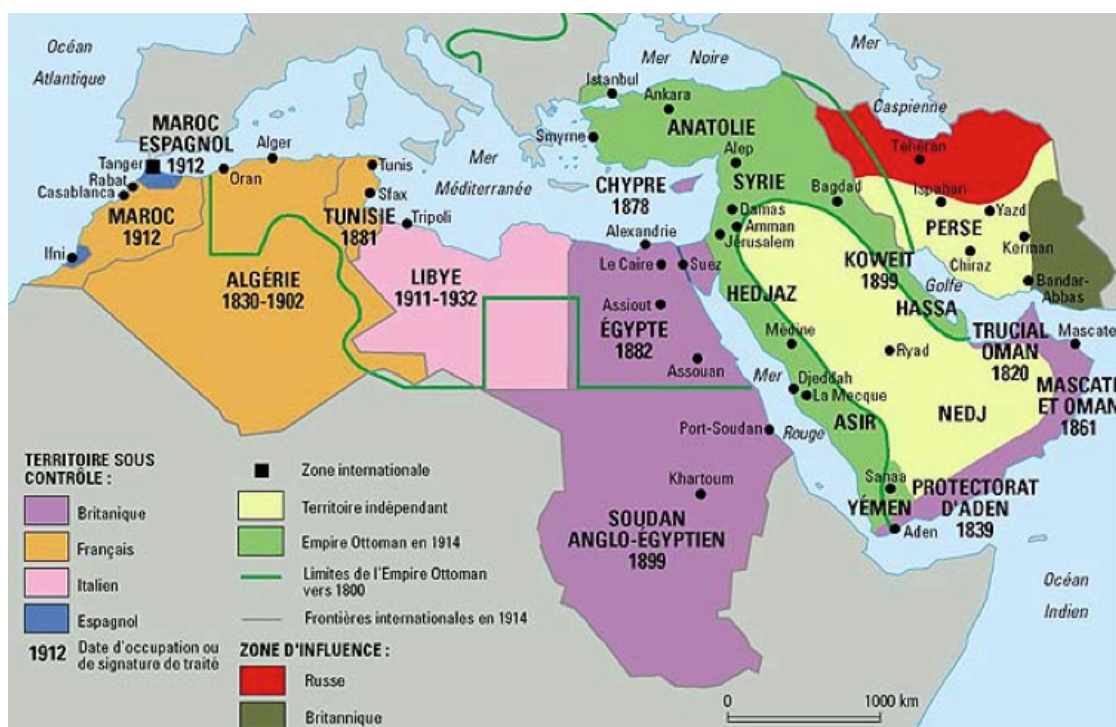 Océan
Atlantique
Mer Noire
Mer
Caspienne
Istanbul
Ankara
ANATOLIE
Smyrne
Téhéran
MAROC
ESPAGNOL
1912
Alger
Tanger
Rabat
Casablanca
Oran
Tunis
Sfax
Mer
Méditerranée
Alep
SYRIE
CHYPRE
1878
Bagdad
Ispahan
Yazd
PERSE
MAROC
1912
TUNISIE
1881
Tripoli
Damas
Amman
Jérusalem
Alexandrie
Kerman
Chiraz
Ifni
ALGÉRIE
1830-1902
LIBYE
1911-1932
Le Caire
Suez
KOWEIT
1899
Golfe
Bandar-
Abbas
HEDJAZ
HASSA
Assiout
ÉGYPTE
1882
Médine
Ryad
TRUCIAL
OMAN
1820
Mascate
Assouan
Mer
Rouge
Djeddah
La Mecque
MASCATE
ET OMAN
1861
ASIR
NEDJ
Port-Soudan
Khartoum
Sanaa
YÉMEN
PROTECTORAT
D'ADEN
1839
Aden
SOUDAN
ANGLO-ÉGYPTIEN
1899
Océan
Indien
TERRITOIRE SOUS
CONTRÔLE :
Britanique
Français
Italien
Espagnol
1912 Date d'occupation ou
de signature de traité
Zone internationale
Territoire indépendant
Empire Ottoman en 1914
Limites de l'Empire Ottoman
vers 1800
Frontières internationales en 1914
ZONE D'INFLUENCE :
Russe
Britannique
0 1000 km